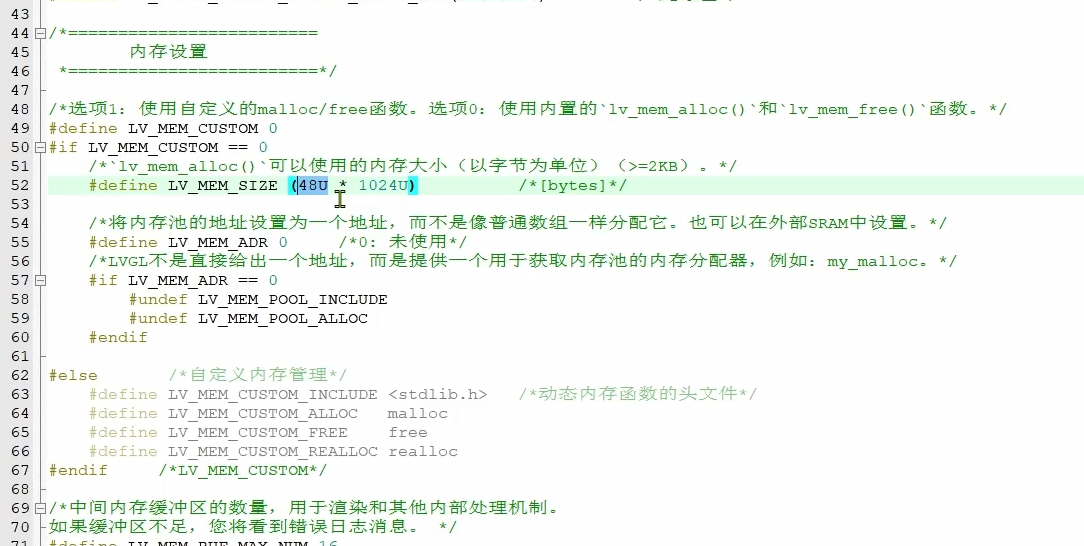 43
44 /*=========================
45 内存设置
46 *=========================*/
47
48 /*选项1: 使用自定义的malloc/free函数。选项0: 使用内置的`lv_mem_alloc()`和`lv_mem_free()`函数。*/
49 #define LV_MEM_CUSTOM 0
50 #if LV_MEM_CUSTOM == 0
51 /*`lv_mem_alloc()`可以使用的内存大小（以字节为单位）（>=2KB）。*/
52 #define LV_MEM_SIZE (48U * 1024U) /*[bytes]*/
53
54 /*将内存池的地址设置为一个地址，而不是像普通数组一样分配它。也可以在外部SRAM中设置。*/
55 #define LV_MEM_ADR 0 /*0: 未使用*/
56 /*LVGL不是直接给出一个地址，而是提供一个用于获取内存池的内存分配器，例如: my_malloc。*/
57 #if LV_MEM_ADR == 0
58 #undef LV_MEM_POOL_INCLUDE
59 #undef LV_MEM_POOL_ALLOC
60 #endif
61
62 #else /*自定义内存管理*/
63 #define LV_MEM_CUSTOM_INCLUDE <stdlib.h> /*动态内存函数的头文件*/
64 #define LV_MEM_CUSTOM_ALLOC malloc
65 #define LV_MEM_CUSTOM_FREE free
66 #define LV_MEM_CUSTOM_REALLOC realloc
67 #endif /*LV_MEM_CUSTOM*/
68
69 /*中间内存缓冲区的数量，用于渲染和其他内部处理机制。
70 如果缓冲区不足，您将看到错误日志消息。 */
71 #define LV_MEM_BUF_MAX_NUM 16